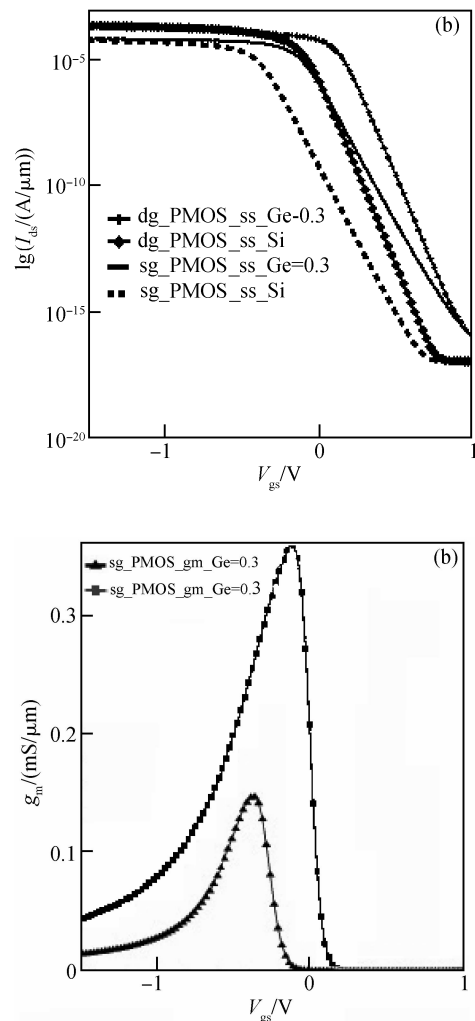 (b)
10⁻⁵
10⁻¹⁰
10⁻¹⁵
10⁻²⁰
lg(I_ds/(A/μm))
dg_PMOS_ss_Ge-0.3
dg_PMOS_ss_Si
sg_PMOS_ss_Ge=0.3
sg_PMOS_ss_Si
−1
0
1
V_gs/V
(b)
sg_PMOS_gm_Ge=0.3
sg_PMOS_gm_Ge=0.3
0.3
0.2
0.1
0
g_m/(mS/μm)
−1
0
1
V_gs/V